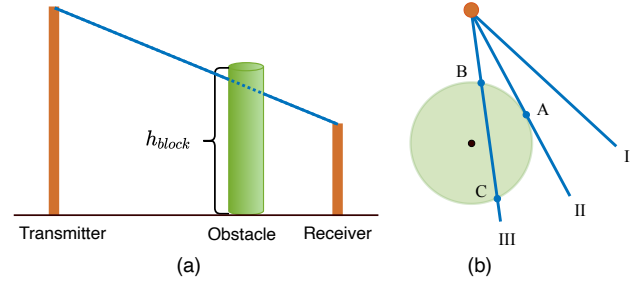 h_block
Transmitter Obstacle Receiver
(a)
B
A
C
I
II
III
(b)